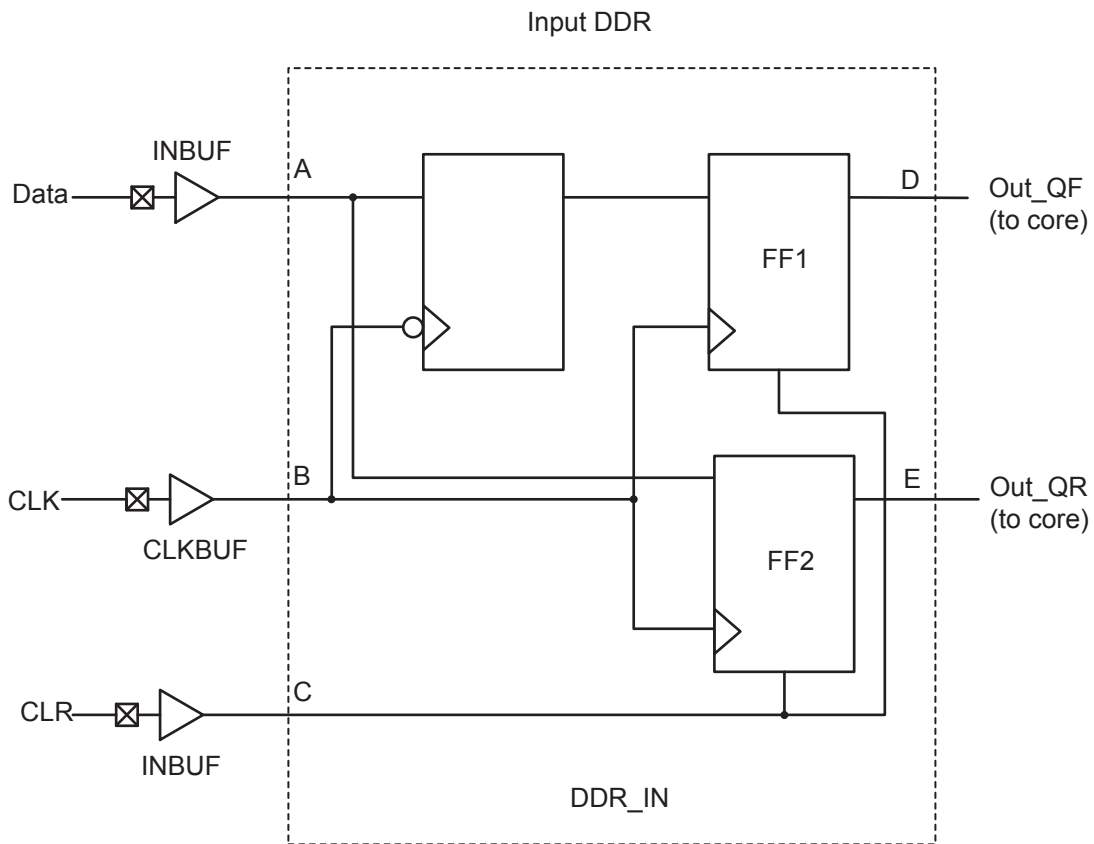 Input DDR
INBUF
Data
A
D
Out_QF
(to core)
FF1
B
E
CLK
Out_QR
(to core)
CLKBUF
FF2
C
CLR
INBUF
DDR_IN